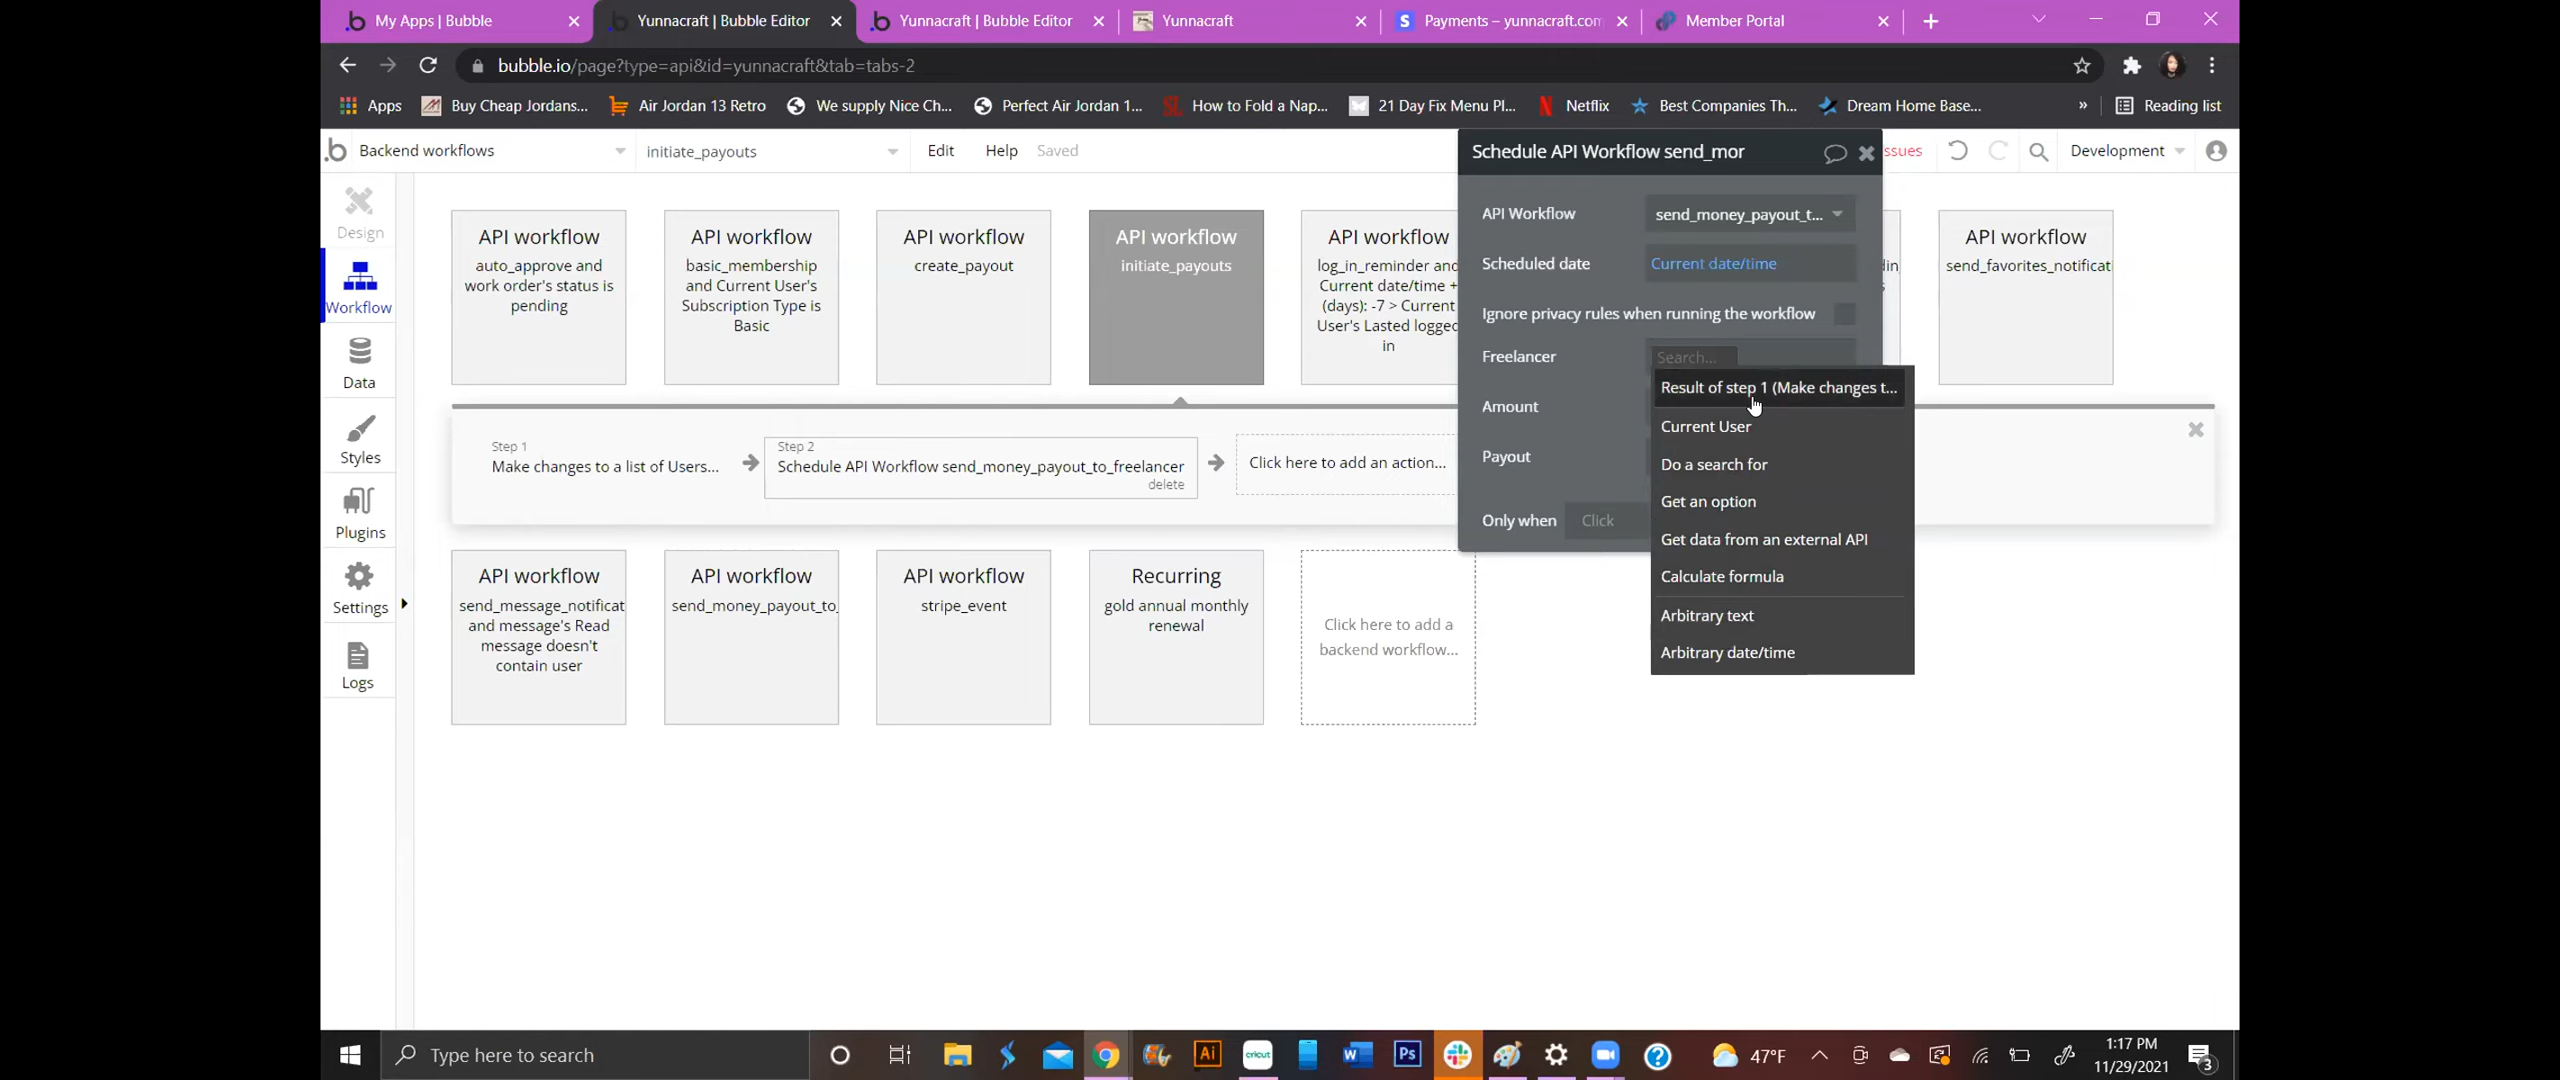 My Apps | Bubble
Yunnacraft | Bubble Editor
Yunnacraft | Bubble Editor
Yunnacraft
Payments – yunnacraft.com
Member Portal
bubble.io/page?type=api&id=yunnacraft&tab=tabs-2
Apps
Buy Cheap Jordans...
Air Jordan 13 Retro
We supply Nice Ch...
Perfect Air Jordan 1...
How to Fold a Nap...
21 Day Fix Menu Pl...
Netflix
Best Companies Th...
Dream Home Base...
»
Reading list
Backend workflows
initiate_payouts
Edit
Help
Saved
ssues
Development
Design
Workflow
Data
Styles
Plugins
Settings
Logs
API workflow
auto_approve and
work order's status is
pending
API workflow
basic_membership
and Current User's
Subscription Type is
Basic
API workflow
create_payout
API workflow
initiate_payouts
API workflow
log_in_reminder and
Current date/time +
(days): -7 > Current
User's Lasted logged
in
API workflow
send_favorites_notificat
Step 1
Make changes to a list of Users...
Step 2
Schedule API Workflow send_money_payout_to_freelancer
delete
Click here to add an action...
API workflow
send_message_notificat
and message's Read
message doesn't
contain user
API workflow
send_money_payout_to_
API workflow
stripe_event
Recurring
gold annual monthly
renewal
Click here to add a
backend workflow...
Schedule API Workflow send_mor
API Workflow
send_money_payout_t...
Scheduled date
Current date/time
Ignore privacy rules when running the workflow
Freelancer
Search...
Amount
Payout
Only when
Click
Result of step 1 (Make changes t...
Current User
Do a search for
Get an option
Get data from an external API
Calculate formula
Arbitrary text
Arbitrary date/time
Type here to search
Ai
cricut
W
Ps
47°F
1:17 PM
11/29/2021
3